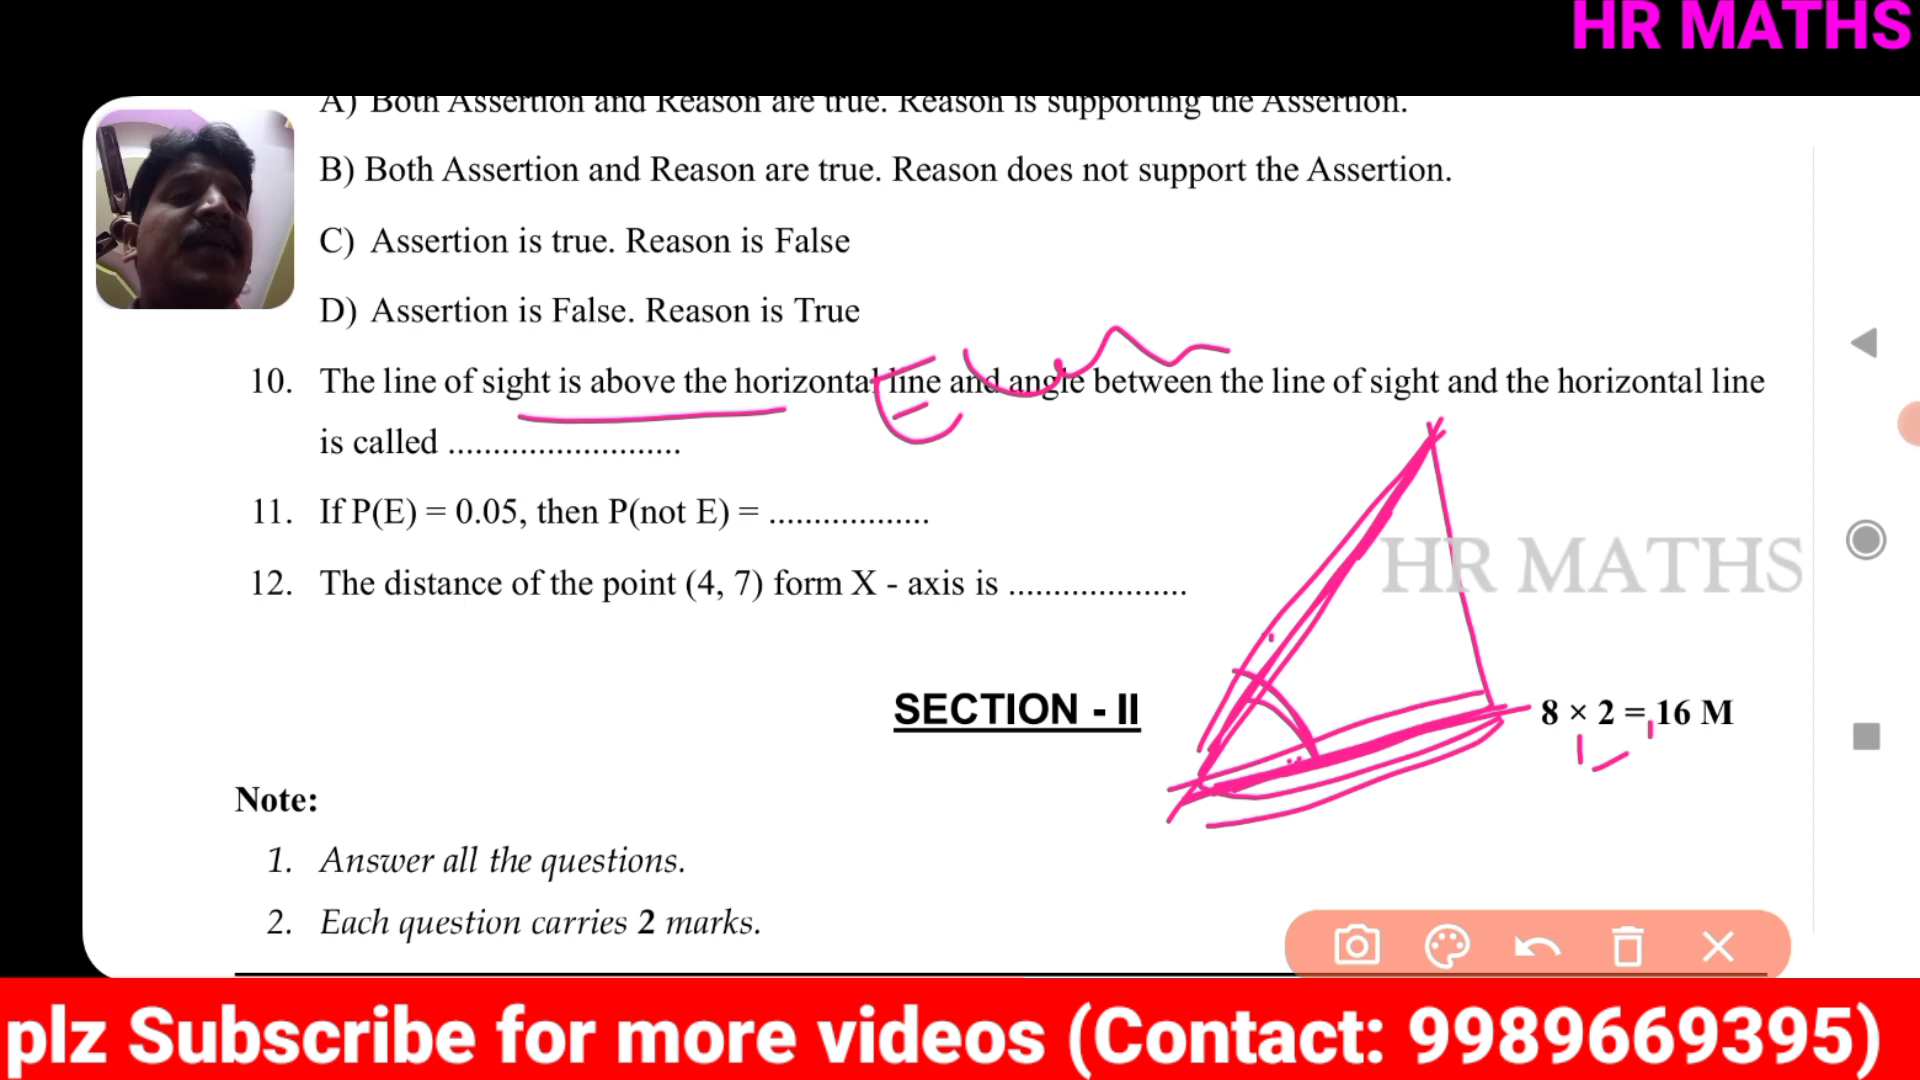 HR MATHS
A) Both Assertion and Reason are true. Reason is supporting the Assertion.
B) Both Assertion and Reason are true. Reason does not support the Assertion.
C) Assertion is true. Reason is False
D) Assertion is False. Reason is True
10. The line of sight is above the horizontal line and angle between the line of sight and the horizontal line
is called ..........................
11. If P(E) = 0.05, then P(not E) = ..................
12. The distance of the point (4, 7) form X - axis is ....................
HR MATHS
SECTION - II
8 × 2 = 16 M
Note:
1. Answer all the questions.
2. Each question carries 2 marks.
plz Subscribe for more videos (Contact: 9989669395)